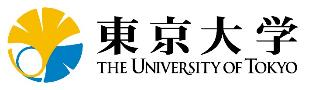 東京大学
THE UNIVERSITY OF TOKYO